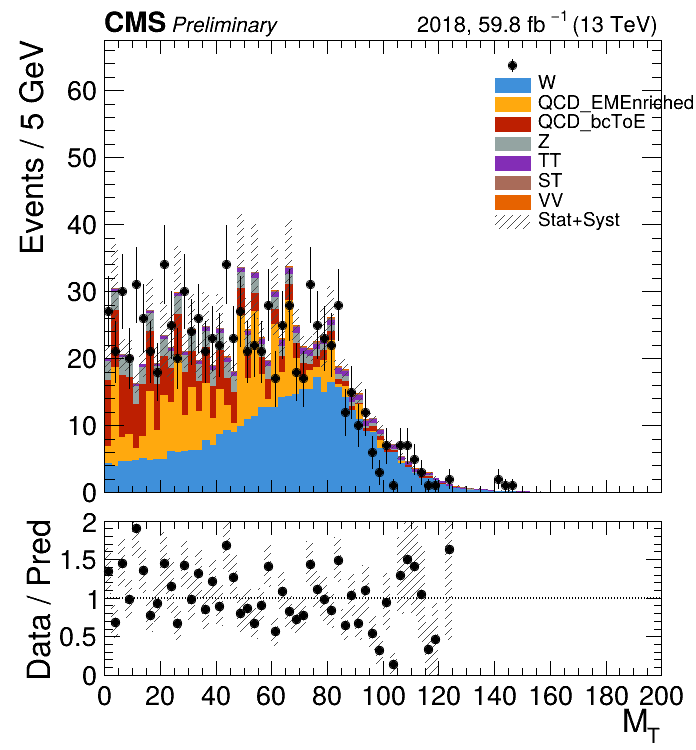 CMS Preliminary 2018, 59.8 fb⁻¹ (13 TeV)
Events / 5 GeV
60
50
40
30
20
10
0
W
QCD_EMEnriched
QCD_bcToE
Z
TT
ST
VV
Stat+Syst
Data / Pred
2
1.5
1
0.5
0
0 20 40 60 80 100 120 140 160 180 200
M_T